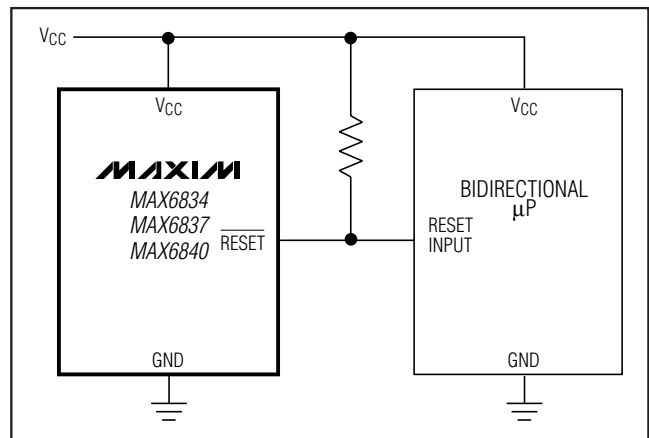 VCC
VCC
MAXIM
MAX6834
MAX6837
MAX6840
RESET
GND
VCC
BIDIRECTIONAL
µP
RESET
INPUT
GND